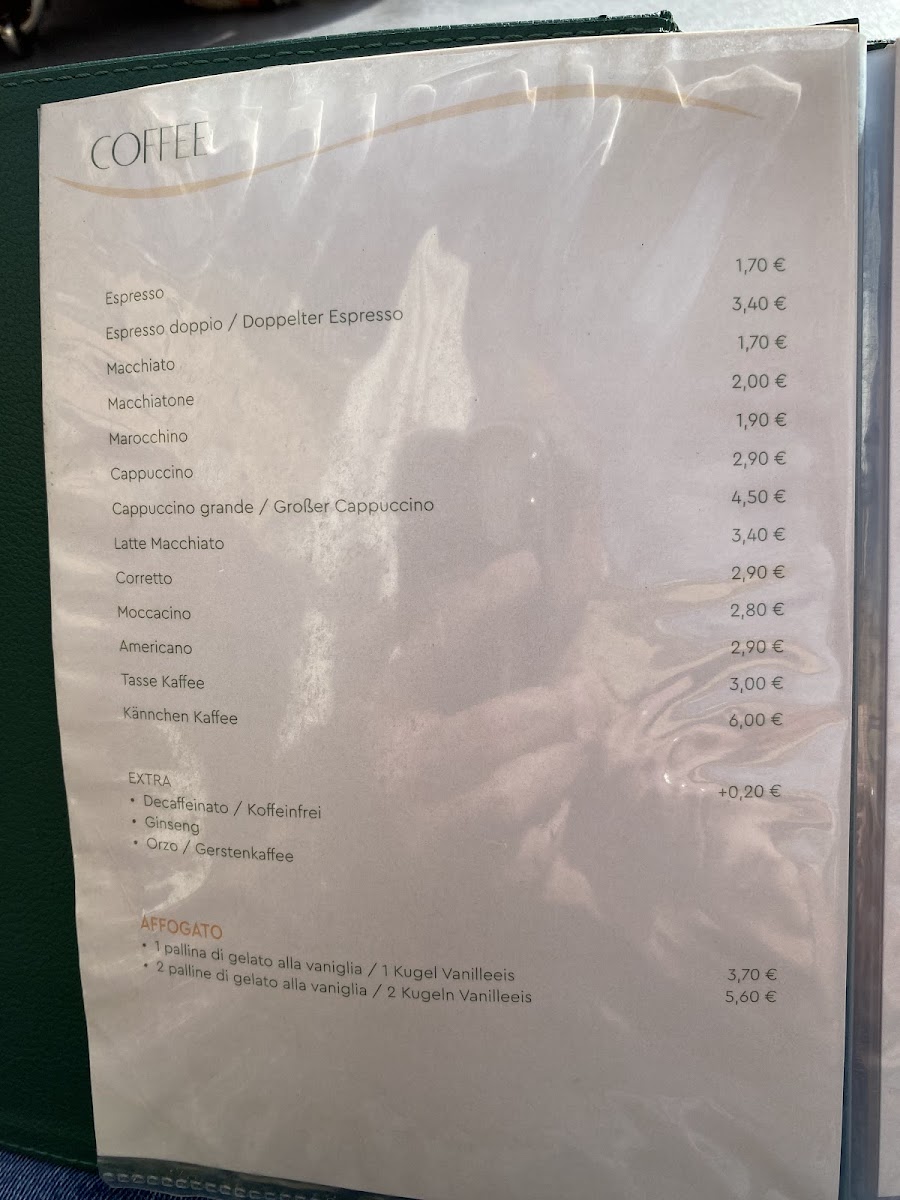 COFFEE
Espresso 1,70 €
Espresso doppio / Doppelter Espresso 3,40 €
Macchiato 1,70 €
Macchiatone 2,00 €
Marocchino 1,90 €
Cappuccino 2,90 €
Cappuccino grande / Großer Cappuccino 4,50 €
Latte Macchiato 3,40 €
Corretto 2,90 €
Moccacino 2,80 €
Americano 2,90 €
Tasse Kaffee 3,00 €
Kännchen Kaffee 6,00 €
EXTRA +0,20 €
• Decaffeinato / Koffeinfrei
• Ginseng
• Orzo / Gerstenkaffee
AFFOGATO
• 1 pallina di gelato alla vaniglia / 1 Kugel Vanilleeis 3,70 €
• 2 palline di gelato alla vaniglia / 2 Kugeln Vanilleeis 5,60 €